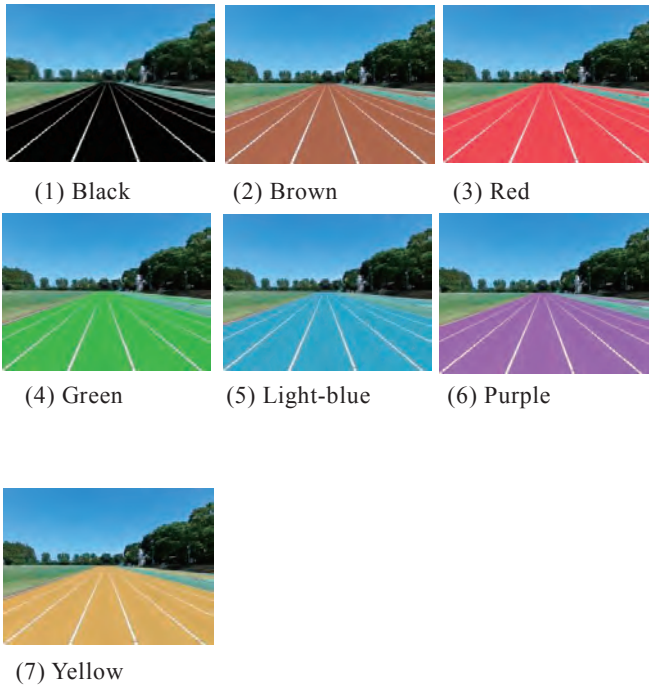 (1) Black (2) Brown (3) Red
(4) Green (5) Light-blue (6) Purple
(7) Yellow